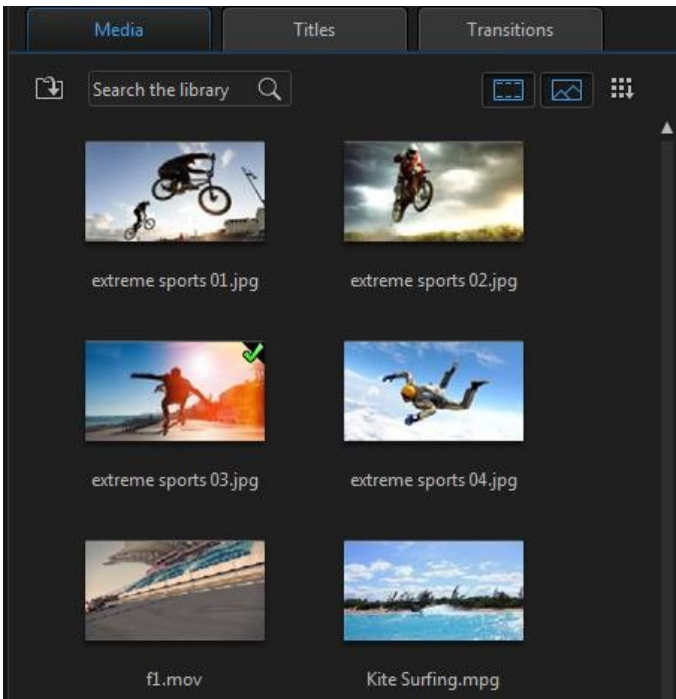 Media
Titles
Transitions
Search the library
extreme sports 01.jpg
extreme sports 02.jpg
extreme sports 03.jpg
extreme sports 04.jpg
f1.mov
Kite Surfing.mpg